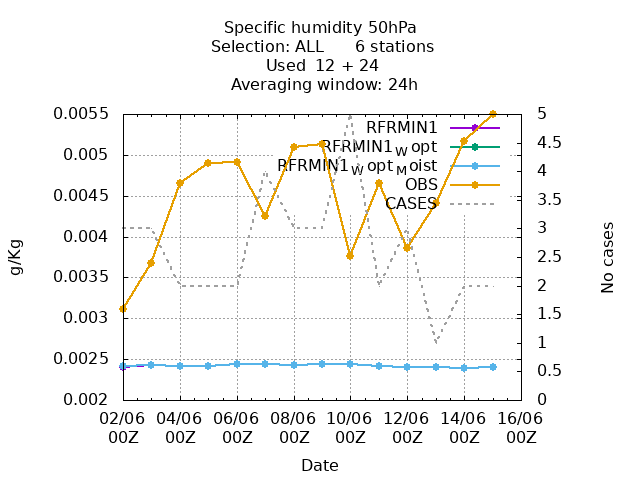 Specific humidity 50hPa
Selection: ALL 6 stations
Used 12 + 24
Averaging window: 24h
g/Kg
0.0055
0.005
0.0045
0.004
0.0035
0.003
0.0025
0.002
RFRMIN1
RFRMIN1W opt
RFRMIN1W optM oist
OBS
CASES
5
4.5
4
3.5
3
2.5
2
1.5
1
0.5
0
No cases
02/06 04/06 06/06 08/06 10/06 12/06 14/06 16/06
00Z 00Z 00Z 00Z 00Z 00Z 00Z 00Z
Date